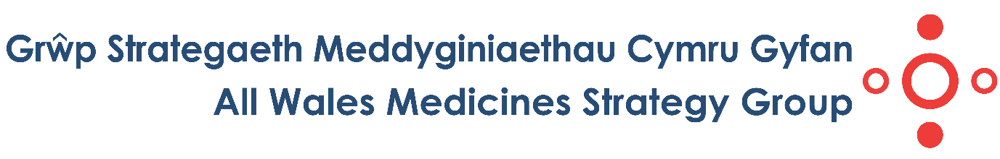 Grŵp Strategaeth Meddyginiaethau Cymru Gyfan
All Wales Medicines Strategy Group